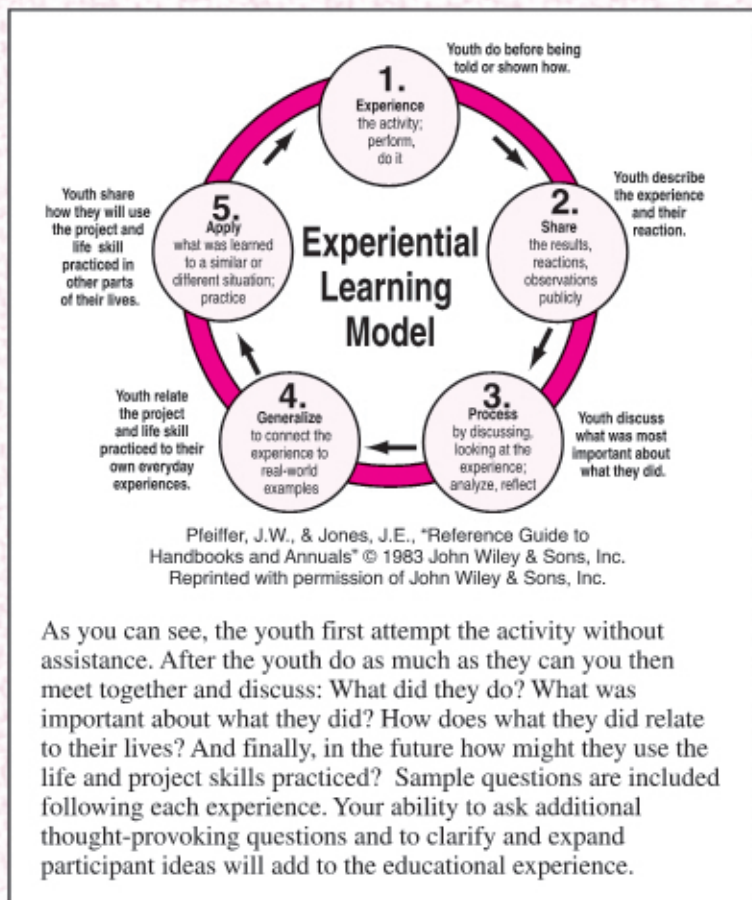 Youth do before being
told or shown how.
1.
Experience
the activity;
perform,
do it
Youth describe
the experience
and their
reaction.
2.
Share
the results,
reactions,
observations
publicly
Youth discuss
what was most
important about
what they did.
3.
Process
by discussing,
looking at the
experience;
analyze, reflect
4.
Generalize
to connect the
experience to
real-world
examples
Youth relate
the project
and life skill
practiced to their
own everyday
experiences.
5.
Apply
what was learned
to a similar or
different situation;
practice
Youth share
how they will use
the project and
life skill
practiced in
other parts
of their lives.
Experiential
Learning
Model
Pfeiffer, J.W., & Jones, J.E., "Reference Guide to
Handbooks and Annuals" © 1983 John Wiley & Sons, Inc.
Reprinted with permission of John Wiley & Sons, Inc.
As you can see, the youth first attempt the activity without
assistance. After the youth do as much as they can you then
meet together and discuss: What did they do? What was
important about what they did? How does what they did relate
to their lives? And finally, in the future how might they use the
life and project skills practiced? Sample questions are included
following each experience. Your ability to ask additional
thought-provoking questions and to clarify and expand
participant ideas will add to the educational experience.